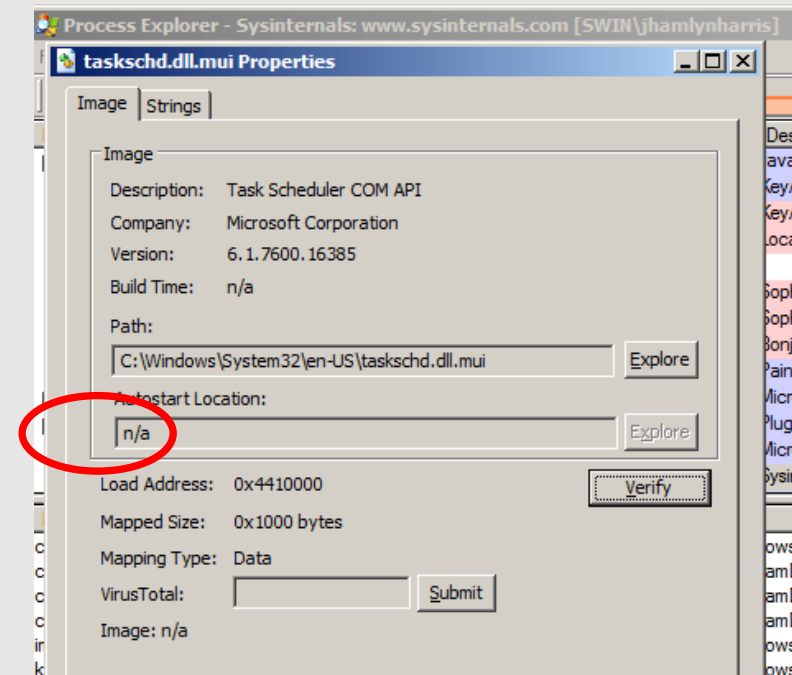 Process Explorer - Sysinternals: www.sysinternals.com [SWIN\jhamlynharris]
taskschd.dll.mui Properties
Image Strings
Image
Description: Task Scheduler COM API
Company: Microsoft Corporation
Version: 6.1.7600.16385
Build Time: n/a
Path:
C:\Windows\System32\en-US\taskschd.dll.mui Explore
Autostart Location:
n/a Explore
Load Address: 0x4410000 Verify
Mapped Size: 0x1000 bytes
Mapping Type: Data
VirusTotal: Submit
Image: n/a